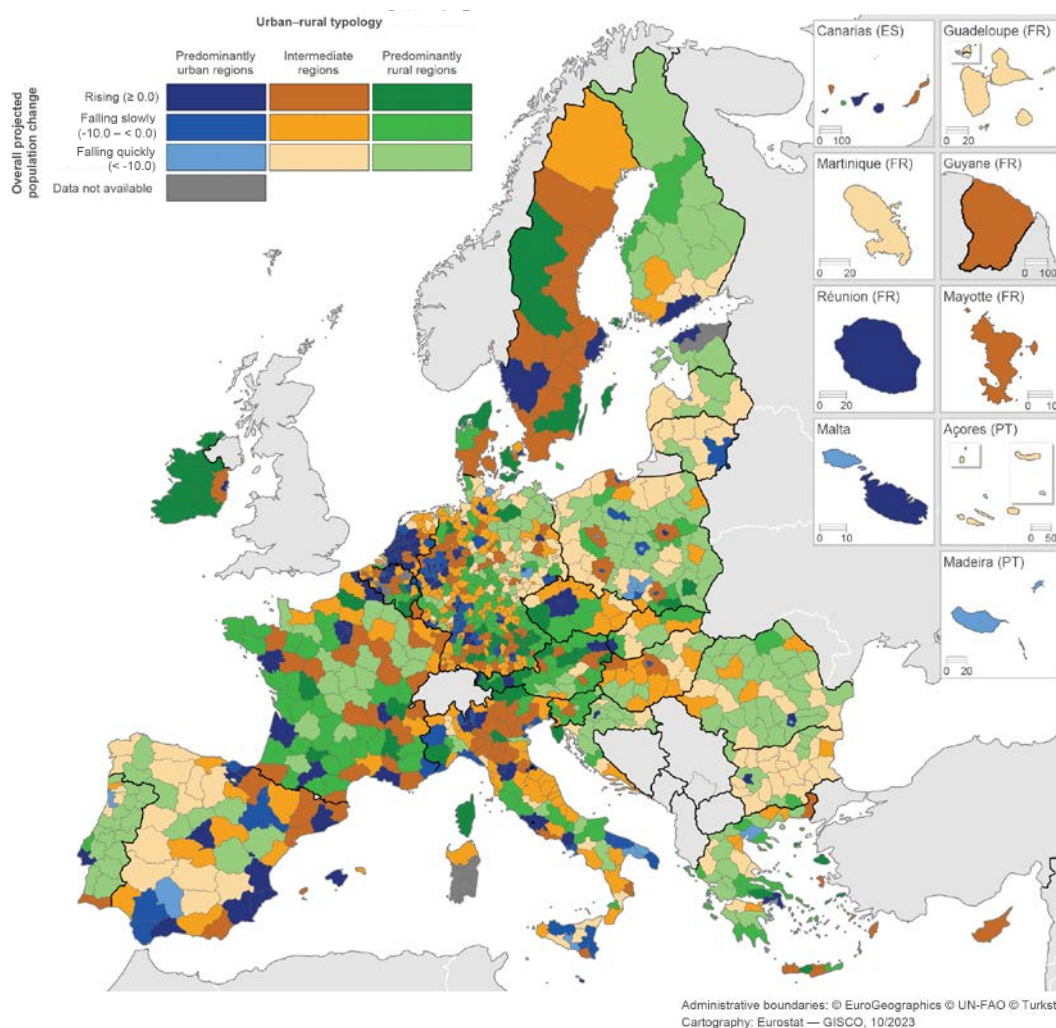 Urban–rural typology
Predominantly urban regions
Intermediate regions
Predominantly rural regions
Overall projected population change
Rising (≥ 0.0)
Falling slowly (-10.0 – < 0.0)
Falling quickly (< -10.0)
Data not available
Canarias (ES)
0 100
Guadeloupe (FR)
0 20
Martinique (FR)
0 20
Guyane (FR)
0 100
Réunion (FR)
0 20
Mayotte (FR)
0 10
Malta
0 10
Açores (PT)
0 50
Madeira (PT)
0 20
Administrative boundaries: © EuroGeographics © UN-FAO © Turkst
Cartography: Eurostat — GISCO, 10/2023